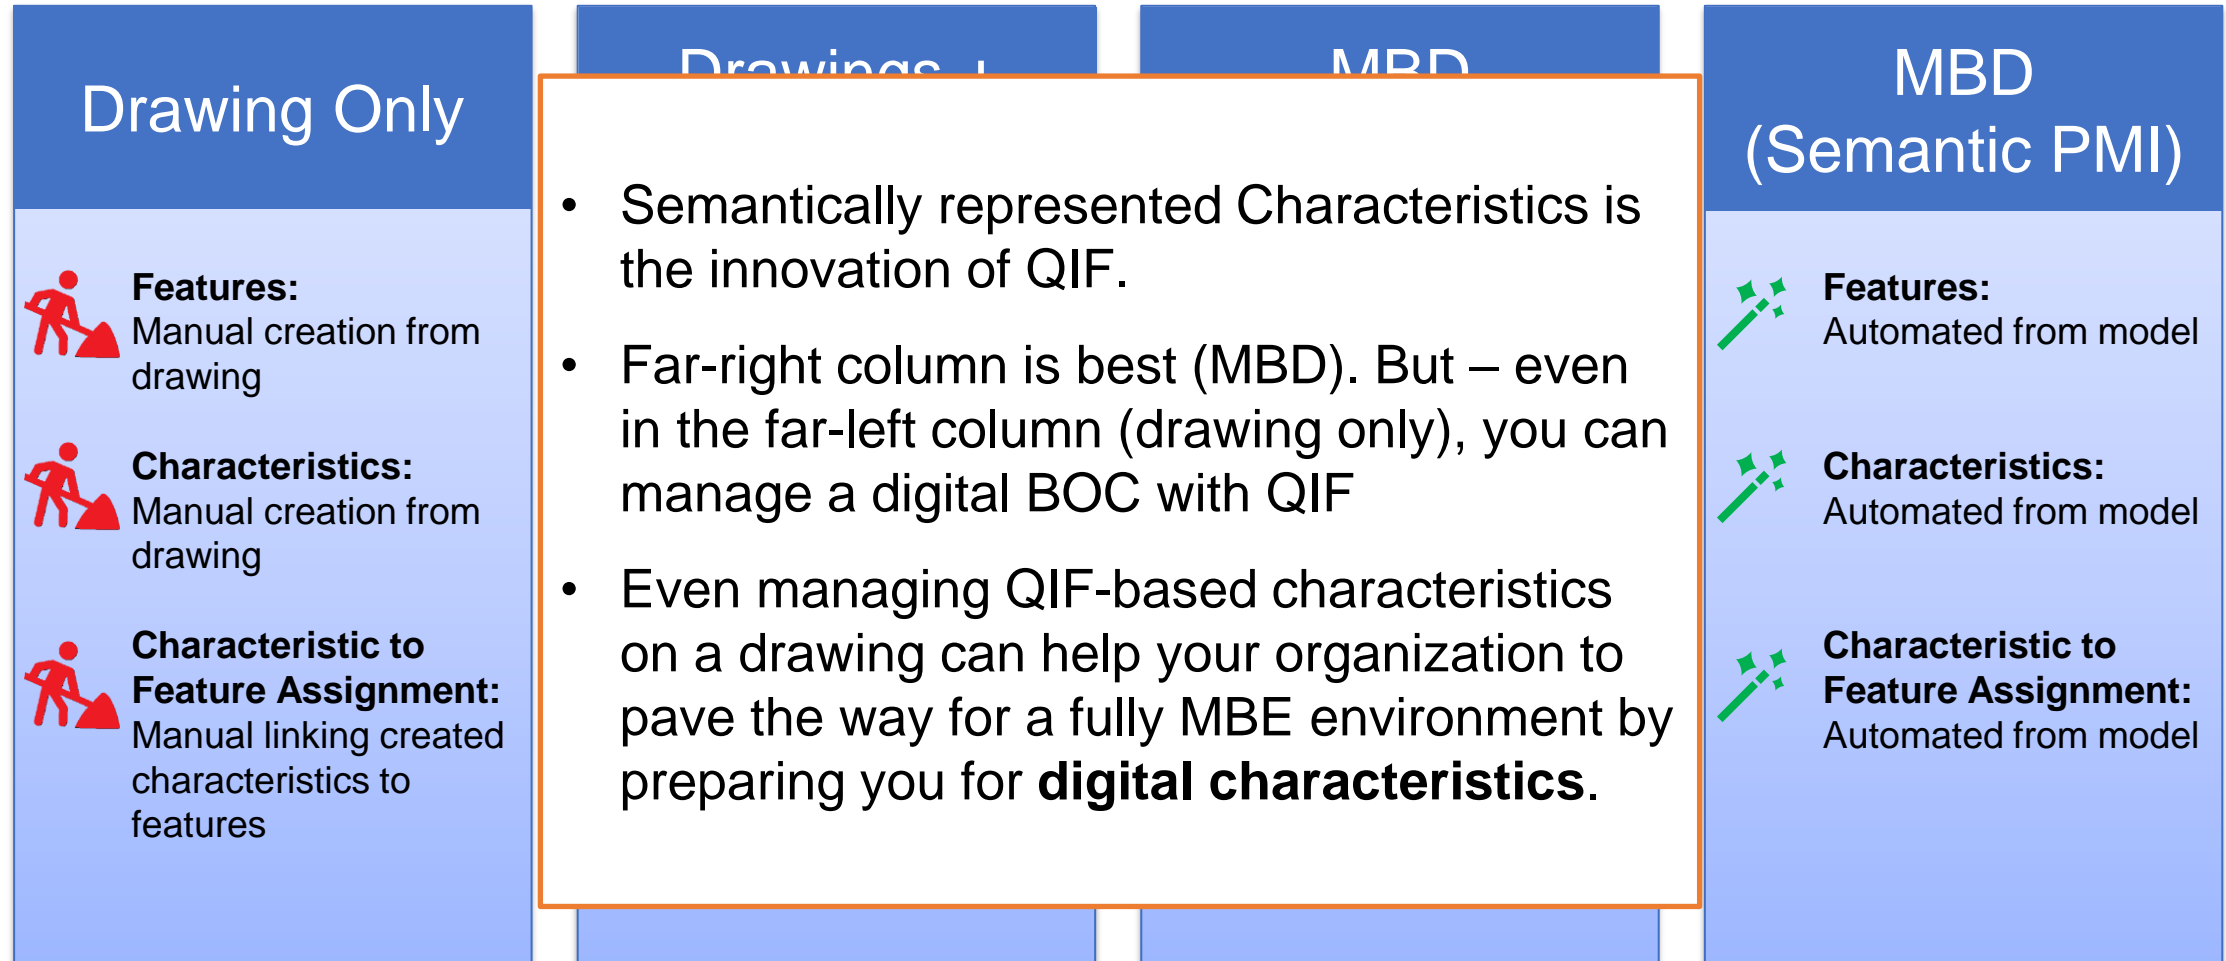 Drawing Only
Features:
Manual creation from
drawing
Characteristics:
Manual creation from
drawing
Characteristic to
Feature Assignment:
Manual linking created
characteristics to
features
Drawings +
MBD
• Semantically represented Characteristics is
the innovation of QIF.
• Far-right column is best (MBD). But – even
in the far-left column (drawing only), you can
manage a digital BOC with QIF
• Even managing QIF-based characteristics
on a drawing can help your organization to
pave the way for a fully MBE environment by
preparing you for digital characteristics.
MBD
(Semantic PMI)
Features:
Automated from model
Characteristics:
Automated from model
Characteristic to
Feature Assignment:
Automated from model